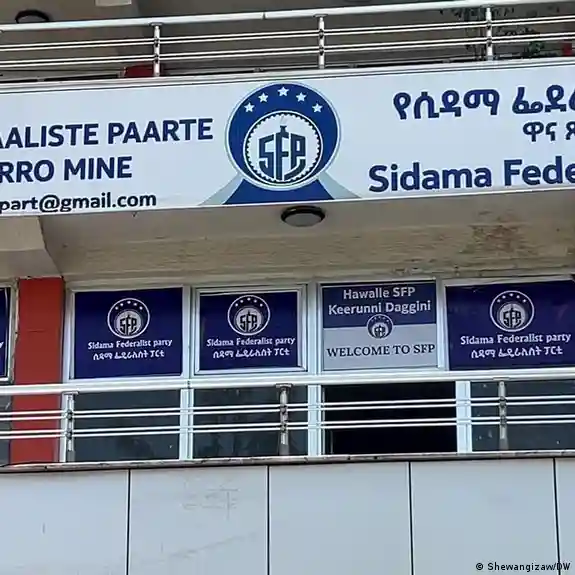 AALISTE PAARTE
RRO MINE
part@gmail.com
SFP
የሲዳማ ፌደራ
ዋና ጽ
Sidama Fede
SFP
Sidama Federalist party
ሲዳማ ፌዴራሊስት ፓርቲ
SFP
Sidama Federalist party
ሲዳማ ፌዴራሊስት ፓርቲ
Hawalle SFP
Keerunni Daggini
WELCOME TO SFP
SFP
Sidama Federalist party
ሲዳማ ፌዴራሊስት ፓርቲ
© Shewangizaw/DW